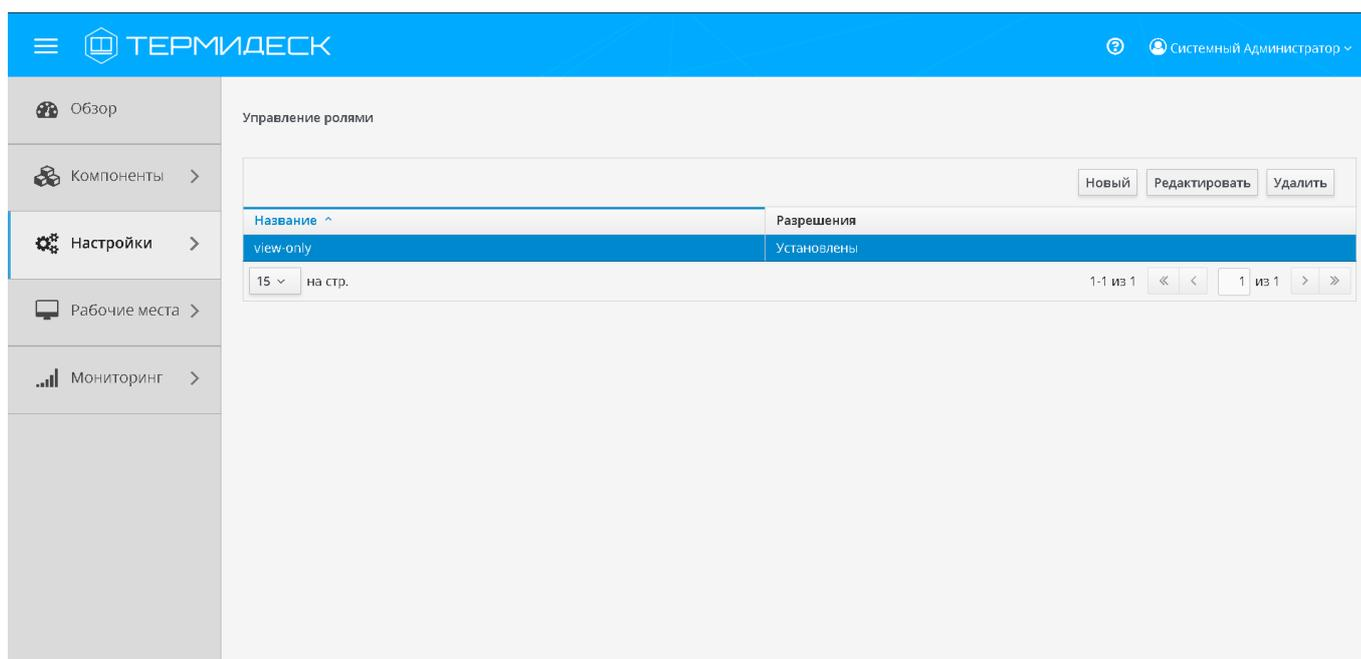 ТЕРМИДЕСК
Системный Администратор
Обзор
Компоненты
Настройки
Рабочие места
Мониторинг
Управление ролями
Новый Редактировать Удалить
Название Разрешения
view-only Установлены
15 на стр. 1-1 из 1 « < 1 из 1 > »